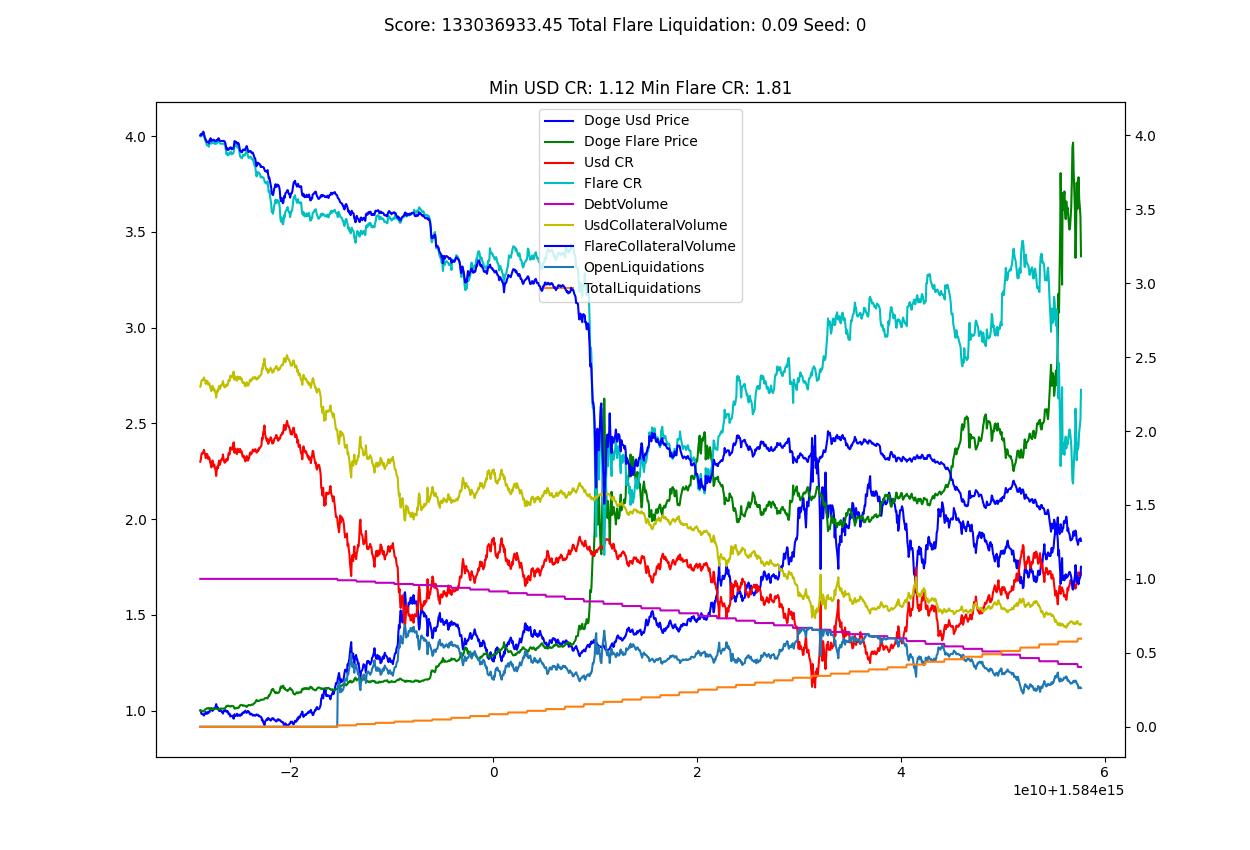 Score: 133036933.45 Total Flare Liquidation: 0.09 Seed: 0
Min USD CR: 1.12 Min Flare CR: 1.81
Doge Usd Price
Doge Flare Price
Usd CR
Flare CR
DebtVolume
UsdCollateralVolume
FlareCollateralVolume
OpenLiquidations
TotalLiquidations
4.0
3.5
3.0
2.5
2.0
1.5
1.0
4.0
3.5
3.0
2.5
2.0
1.5
1.0
0.5
0.0
−2 0 2 4 6
1e10+1.584e15